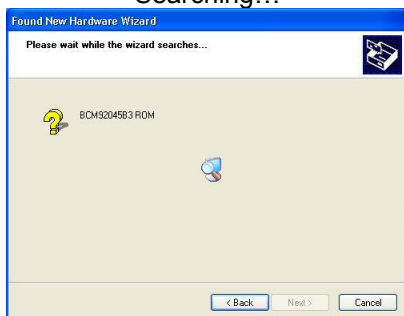 Searching...
Found New Hardware Wizard
Please wait while the wizard searches...
BCM92045B3 ROM
< Back Next > Cancel